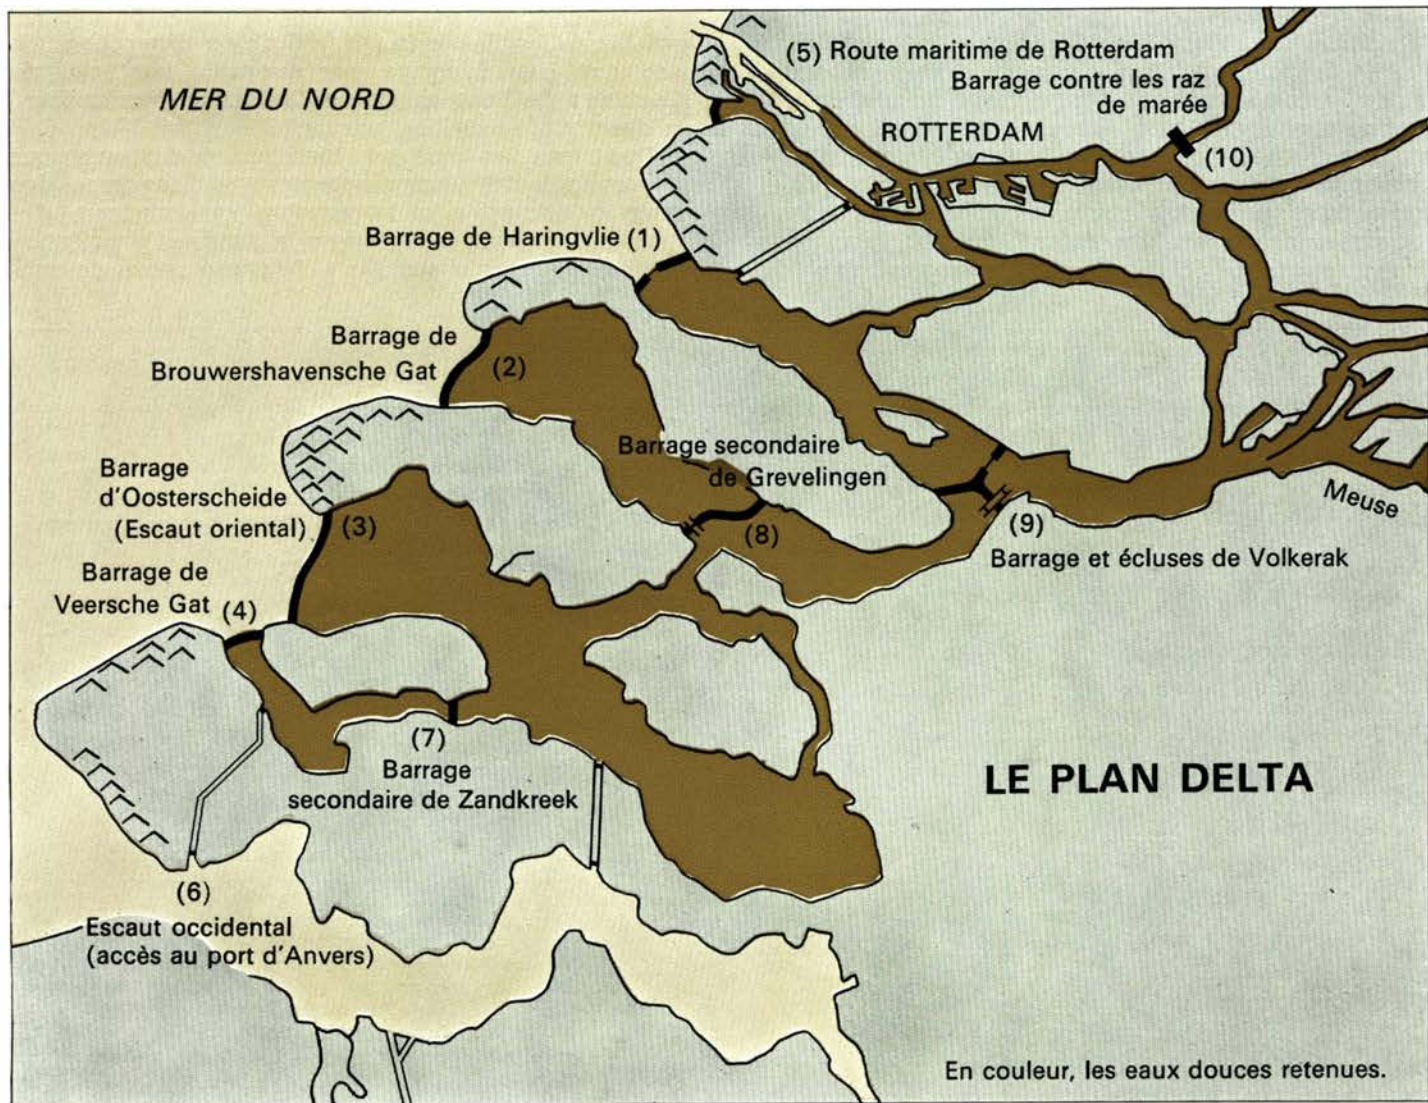 MER DU NORD
(5) Route maritime de Rotterdam
Barrage contre les raz
de marée
ROTTERDAM
(10)
Barrage de Haringvlie (1)
Barrage de
Brouwershavensche Gat
(2)
Barrage secondaire
de Grevelingen
Barrage
d'Oosterscheide
(Escaut oriental)
(3)
(8)
(9)
Meuse
Barrage et écluses de Volkerak
Barrage de
Veersche Gat
(4)
(7)
Barrage
secondaire de Zandkreek
LE PLAN DELTA
(6)
Escaut occidental
(accès au port d'Anvers)
En couleur, les eaux douces retenues.